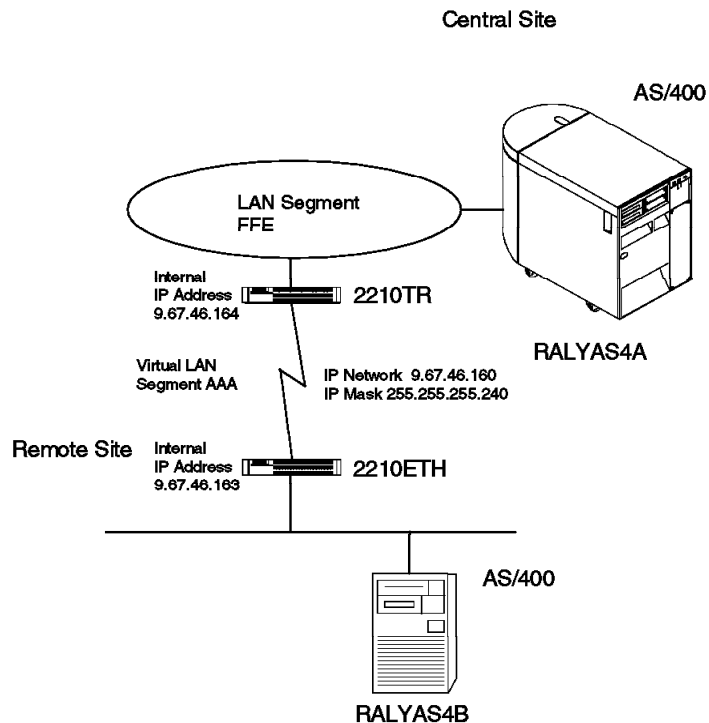 Central Site
AS/400
LAN Segment
FFE
Internal
IP Address
9.67.46.164
2210TR
RALYAS4A
Virtual LAN
Segment AAA
IP Network 9.67.46.160
IP Mask 255.255.255.240
Remote Site
Internal
IP Address
9.67.46.163
2210ETH
AS/400
RALYAS4B